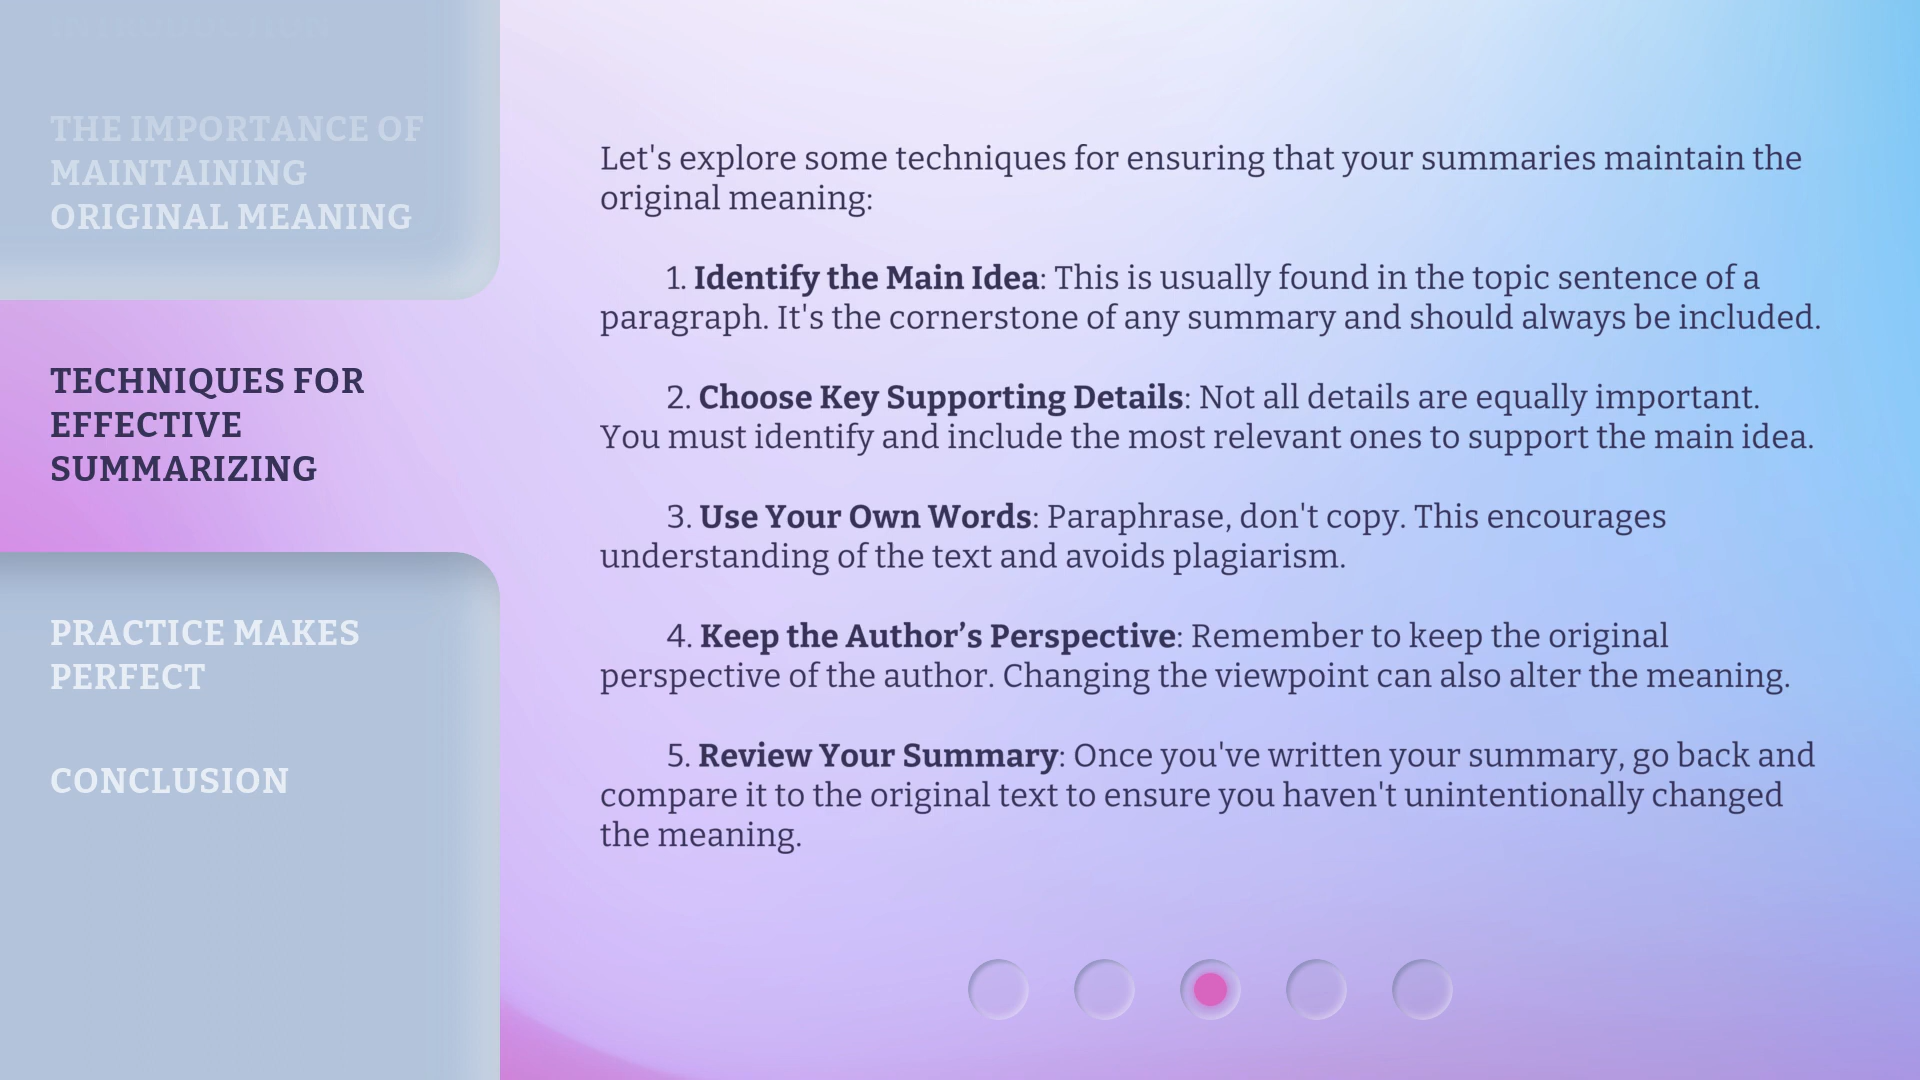 INTRODUCTION
THE IMPORTANCE OF
MAINTAINING
ORIGINAL MEANING
TECHNIQUES FOR
EFFECTIVE
SUMMARIZING
PRACTICE MAKES
PERFECT
CONCLUSION
Let's explore some techniques for ensuring that your summaries maintain the
original meaning:
1. Identify the Main Idea: This is usually found in the topic sentence of a
paragraph. It's the cornerstone of any summary and should always be included.
2. Choose Key Supporting Details: Not all details are equally important.
You must identify and include the most relevant ones to support the main idea.
3. Use Your Own Words: Paraphrase, don't copy. This encourages
understanding of the text and avoids plagiarism.
4. Keep the Author’s Perspective: Remember to keep the original
perspective of the author. Changing the viewpoint can also alter the meaning.
5. Review Your Summary: Once you've written your summary, go back and
compare it to the original text to ensure you haven't unintentionally changed
the meaning.